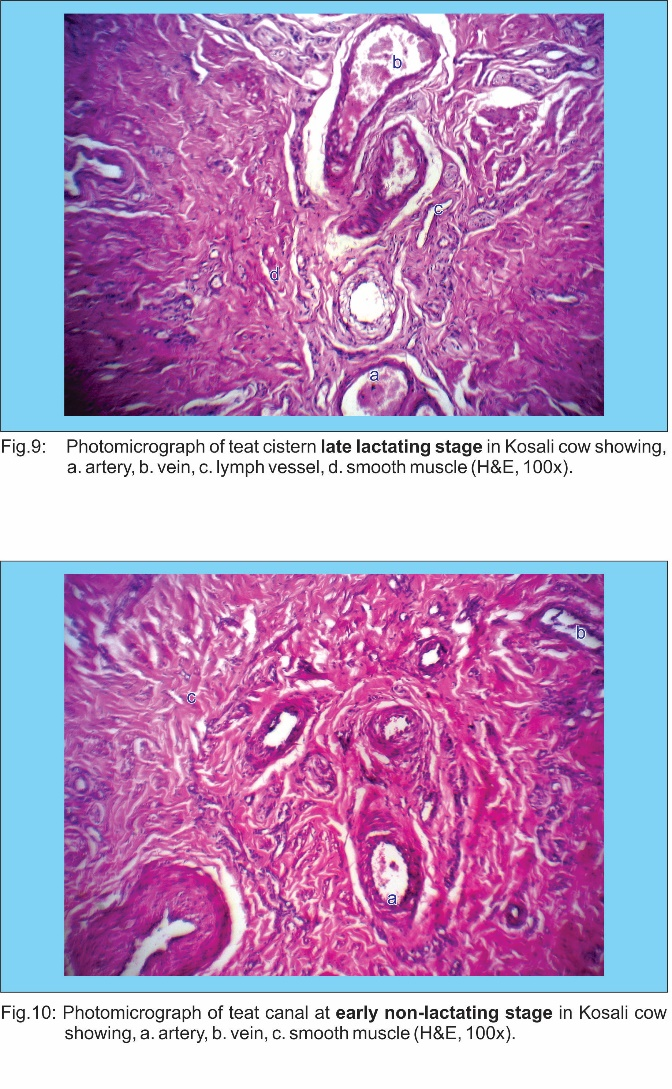 b
c
d
a
Fig.9: Photomicrograph of teat cistern late lactating stage in Kosali cow showing,
a. artery, b. vein, c. lymph vessel, d. smooth muscle (H&E, 100x).
b
c
a
Fig.10: Photomicrograph of teat canal at early non-lactating stage in Kosali cow
showing, a. artery, b. vein, c. smooth muscle (H&E, 100x).